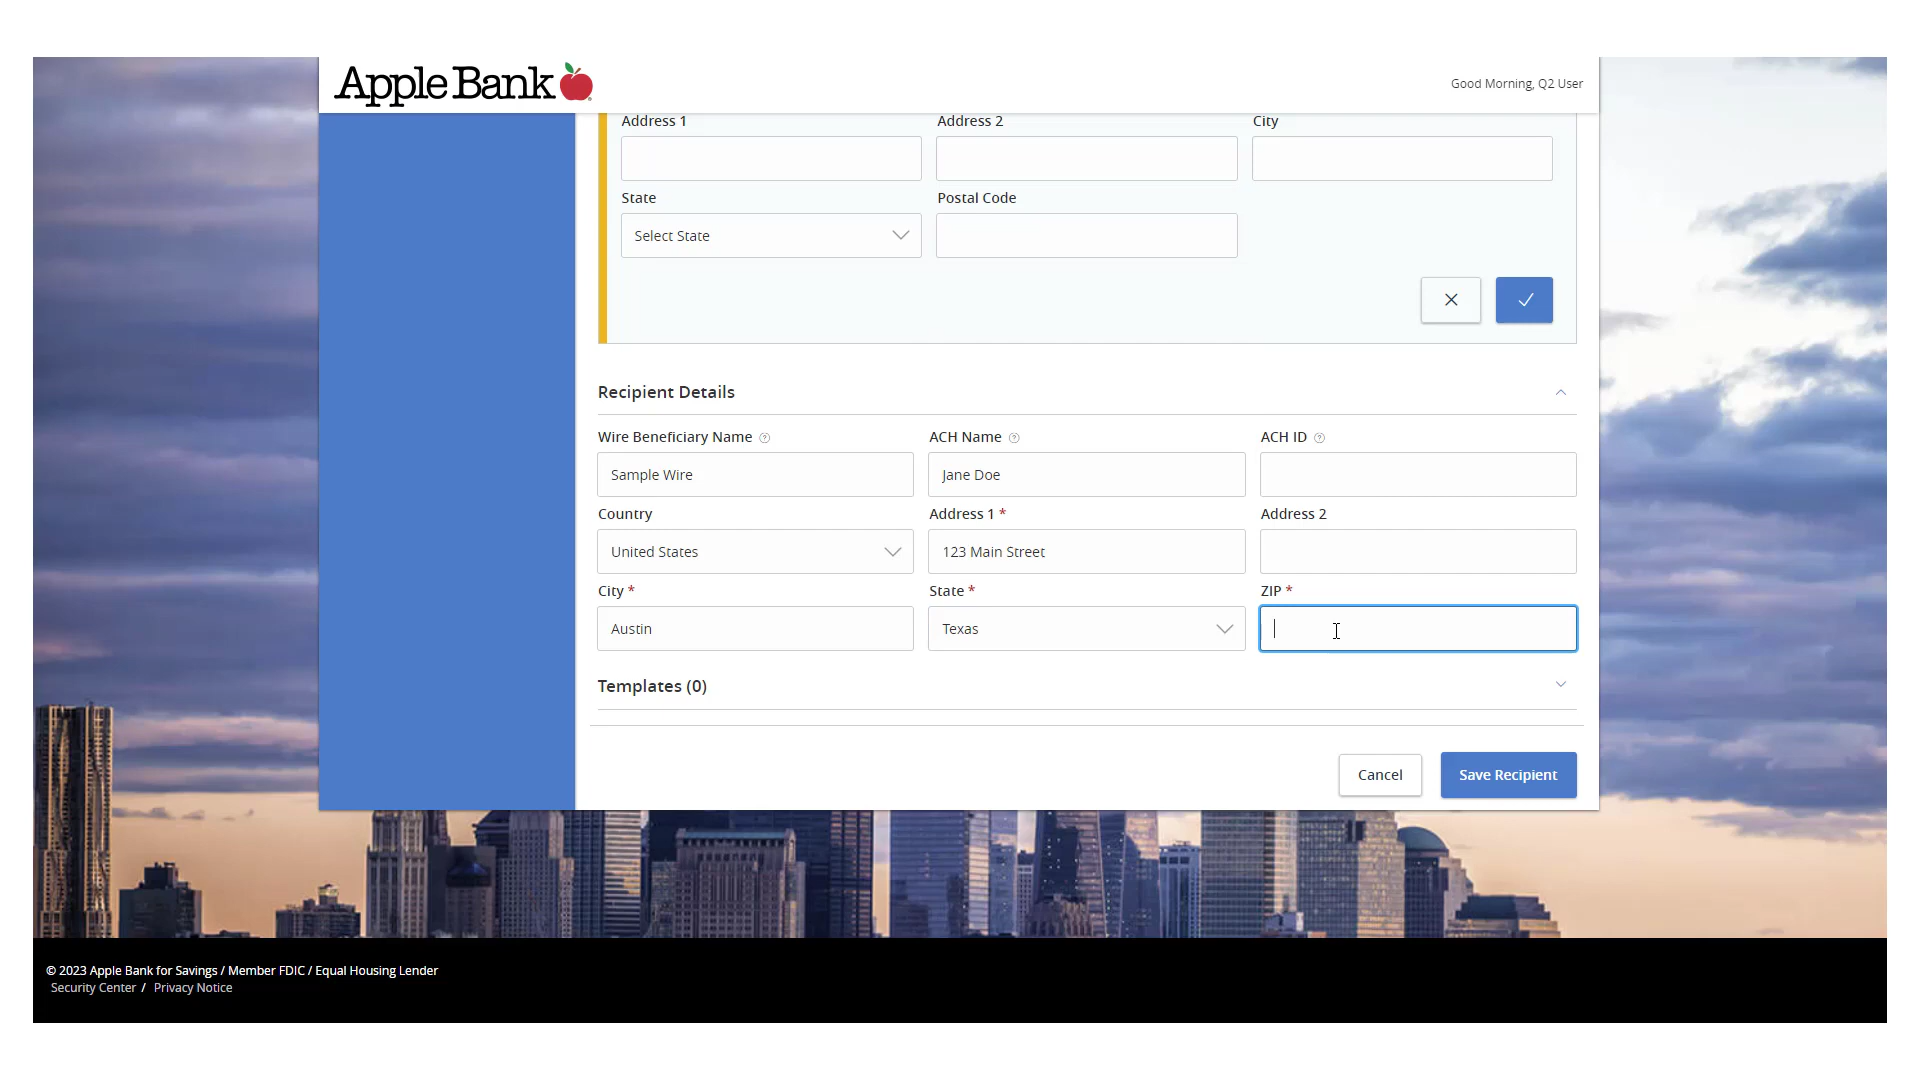 Apple Bank
Good Morning, Q2 User
Address 1 Address 2 City
State Postal Code
Select State
Recipient Details
Wire Beneficiary Name ACH Name ACH ID
Sample Wire Jane Doe
Country Address 1 * Address 2
United States 123 Main Street
City * State * ZIP *
Austin Texas
Templates (0)
Cancel Save Recipient
© 2023 Apple Bank for Savings / Member FDIC / Equal Housing Lender
Security Center / Privacy Notice